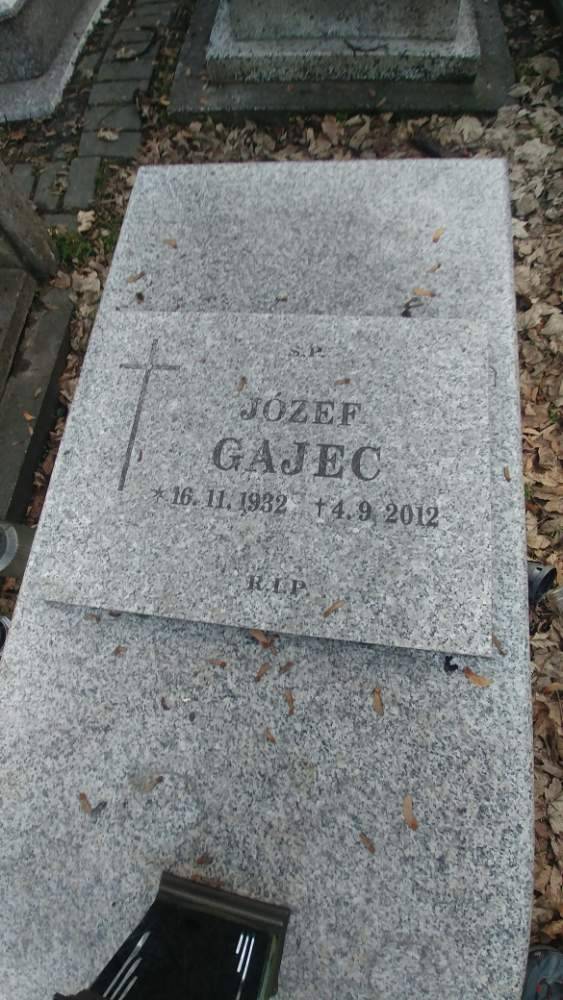 Ś.P.
JÓZEF
GAJEC
*16.11.1932 †4.9.2012
R.I.P.